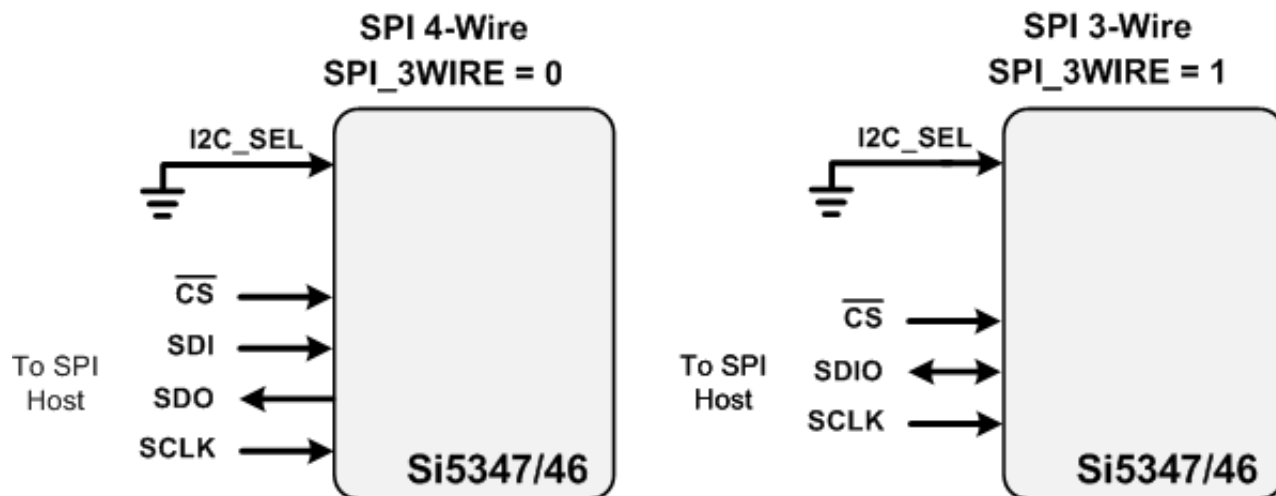 SPI 4-Wire
SPI_3WIRE = 0
I2C_SEL
CS
SDI
To SPI
Host
SDO
SCLK
Si5347/46
SPI 3-Wire
SPI_3WIRE = 1
I2C_SEL
CS
To SPI
Host
SDIO
SCLK
Si5347/46